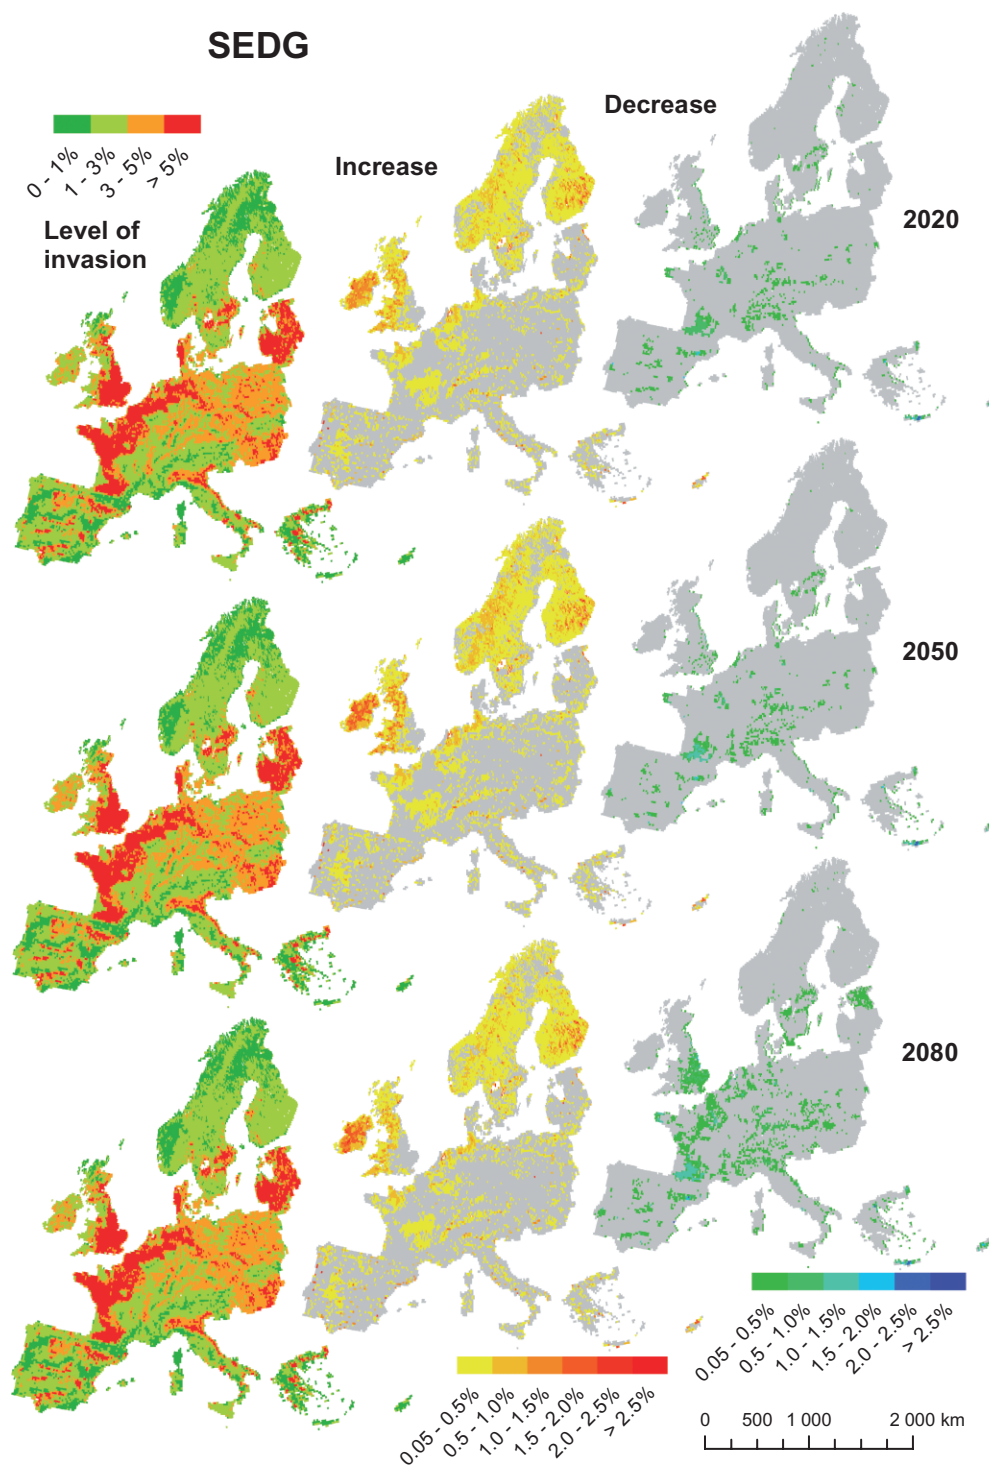 SEDG
Decrease
Increase
0 - 1%
1 - 3%
3 - 5%
> 5%
Level of
invasion
2020
2050
2080
0.05 - 0.5%
0.5 - 1.0%
1.0 - 1.5%
1.5 - 2.0%
2.0 - 2.5%
> 2.5%
0.05 - 0.5%
0.5 - 1.0%
1.0 - 1.5%
1.5 - 2.0%
2.0 - 2.5%
> 2.5%
0 500 1 000 2 000 km